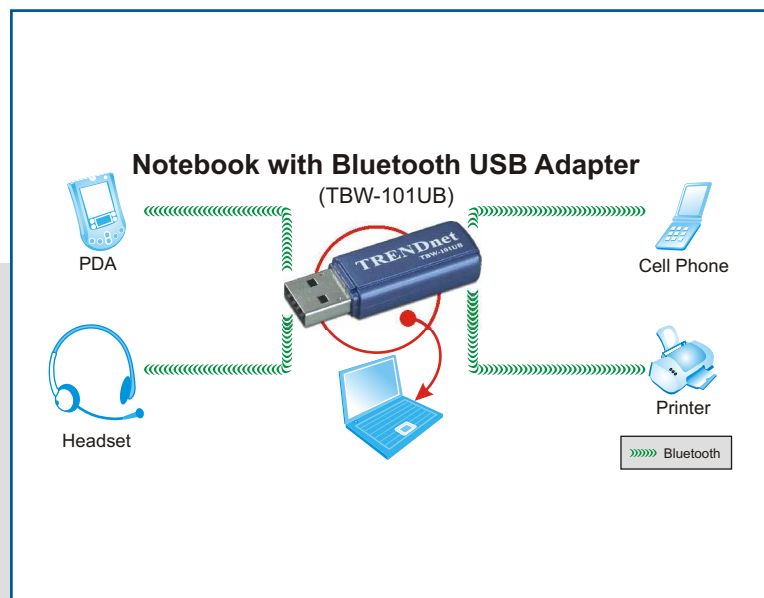 Notebook with Bluetooth USB Adapter
(TBW-101UB)
PDA
TRENDnet
TBW-101UB
Cell Phone
Headset
Printer
Bluetooth